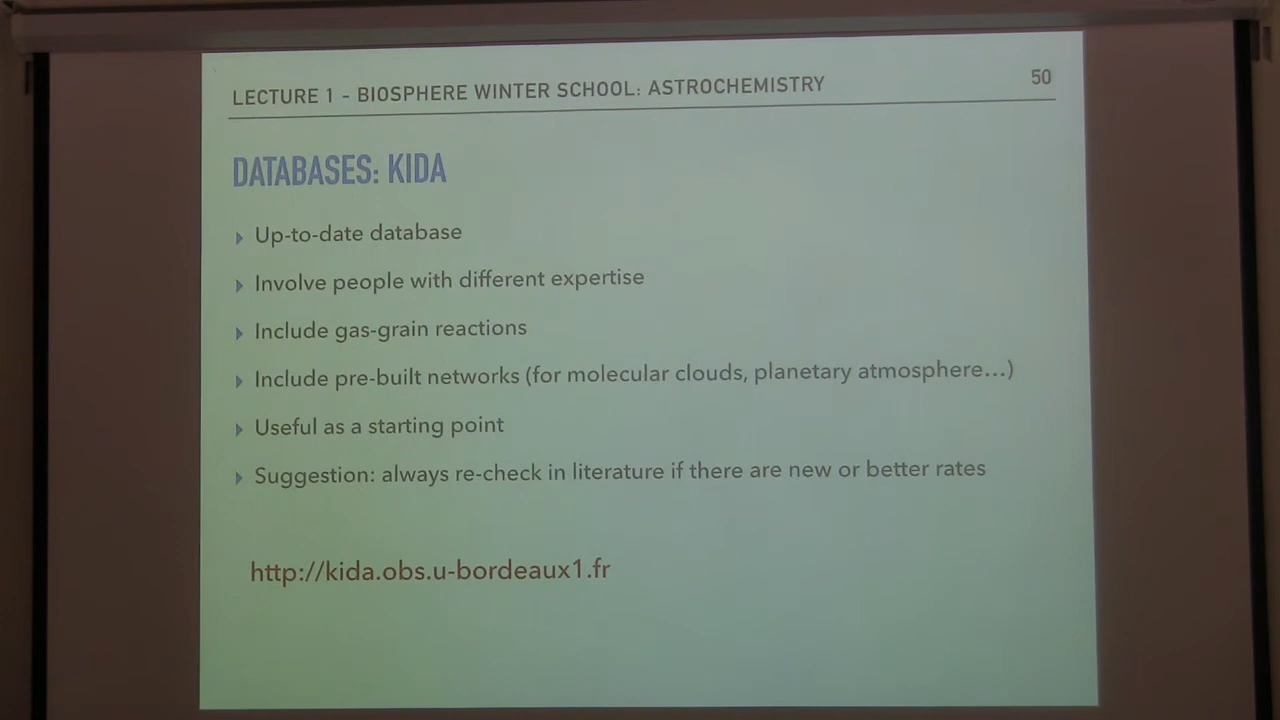 LECTURE 1 - BIOSPHERE WINTER SCHOOL: ASTROCHEMISTRY
50
DATABASES: KIDA
Up-to-date database
Involve people with different expertise
Include gas-grain reactions
Include pre-built networks (for molecular clouds, planetary atmosphere...)
Useful as a starting point
Suggestion: always re-check in literature if there are new or better rates
http://kida.obs.u-bordeaux1.fr